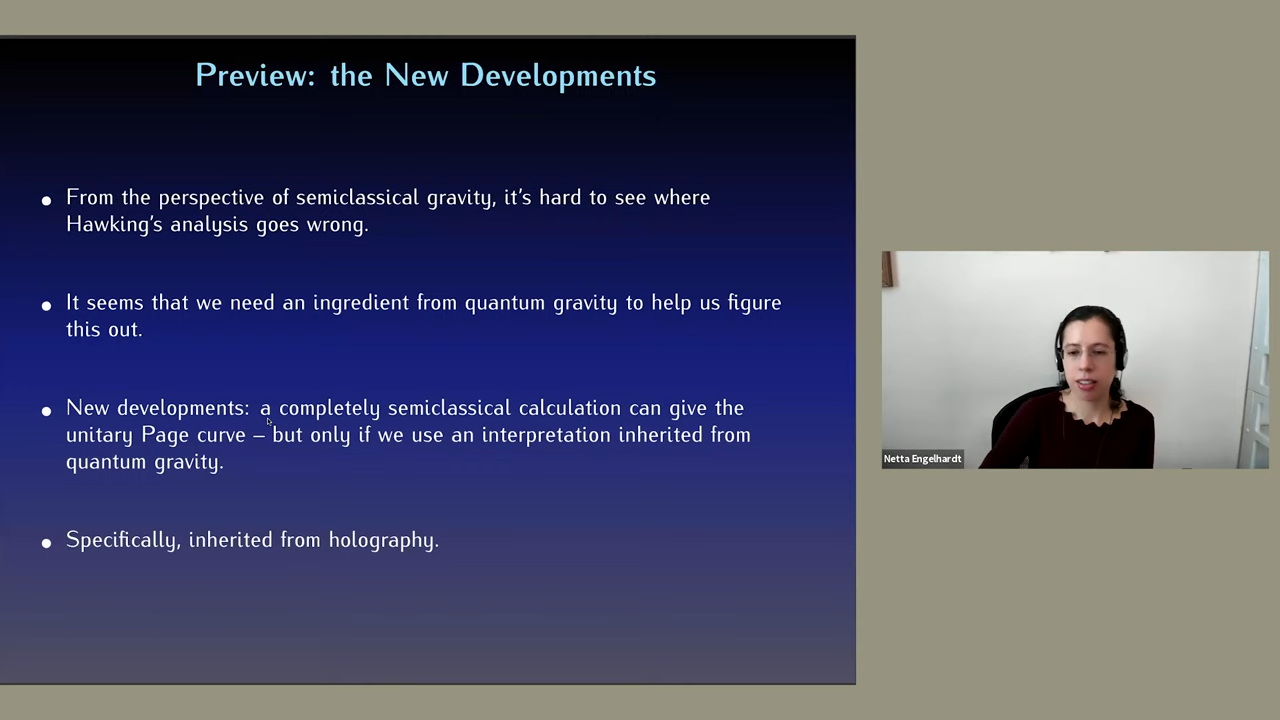 Preview: the New Developments
• From the perspective of semiclassical gravity, it's hard to see where
Hawking's analysis goes wrong.
• It seems that we need an ingredient from quantum gravity to help us figure
this out.
• New developments: a completely semiclassical calculation can give the
unitary Page curve – but only if we use an interpretation inherited from
quantum gravity.
• Specifically, inherited from holography.
Netta Engelhardt